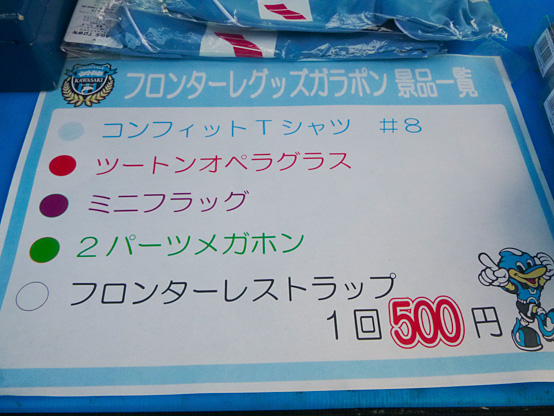 KAWASAKI
フロンターレグッズガラポン 景品一覧
コンフィットTシャツ #8
ツートンオペラグラス
ミニフラッグ
2パーツメガホン
フロンターレストラップ
1回500円